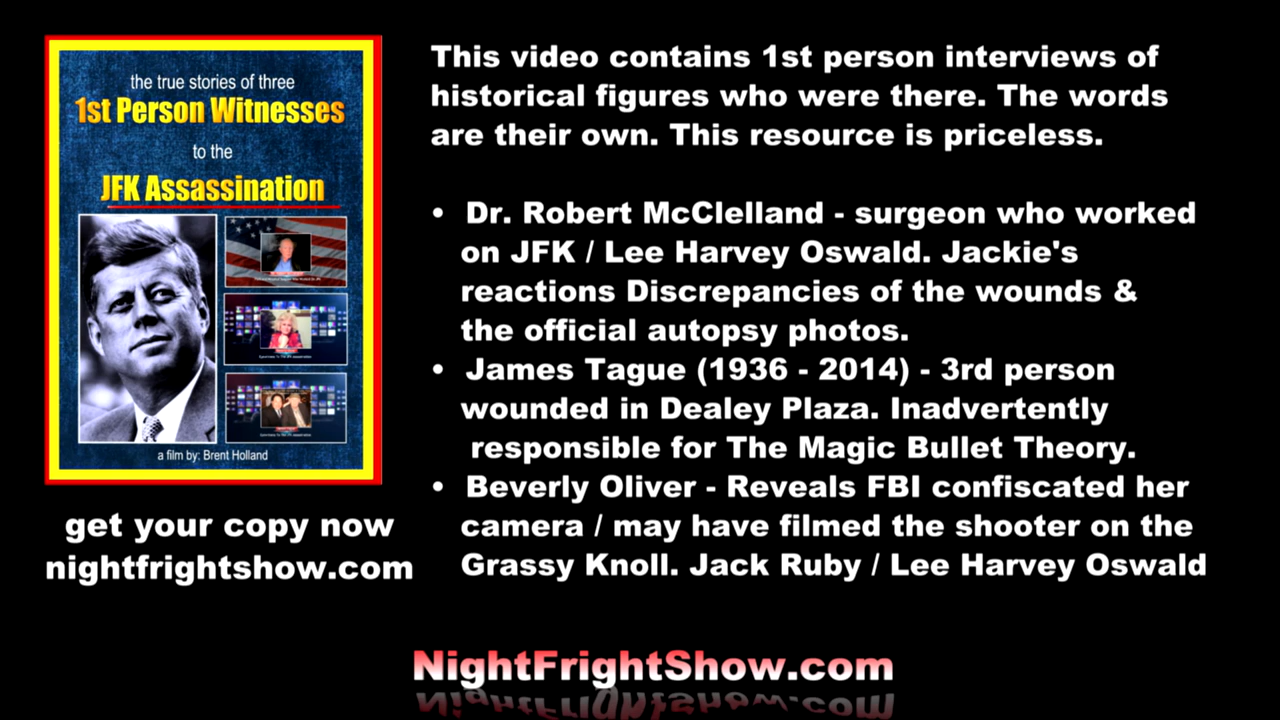 the true stories of three
1st Person Witnesses
to the
JFK Assassination
a film by: Brent Holland
get your copy now
nightfrightshow.com
This video contains 1st person interviews of
historical figures who were there. The words
are their own. This resource is priceless.
• Dr. Robert McClelland - surgeon who worked
on JFK / Lee Harvey Oswald. Jackie's
reactions Discrepancies of the wounds &
the official autopsy photos.
• James Tague (1936 - 2014) - 3rd person
wounded in Dealey Plaza. Inadvertently
responsible for The Magic Bullet Theory.
• Beverly Oliver - Reveals FBI confiscated her
camera / may have filmed the shooter on the
Grassy Knoll. Jack Ruby / Lee Harvey Oswald
NightFrightShow.com